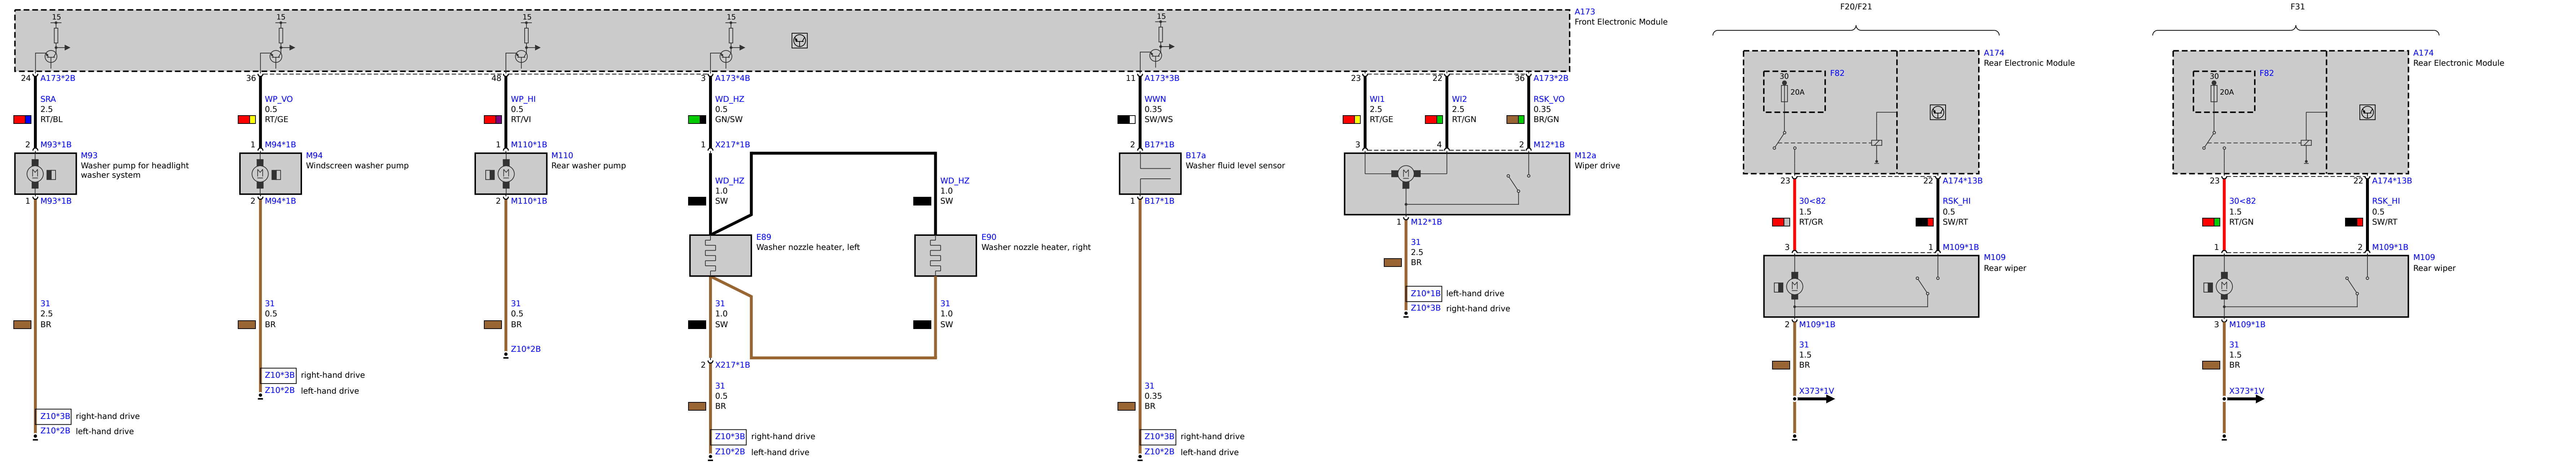 15 15 15 15 15
A173
Front Electronic Module
F20/F21
F31
24 A173*2B
36
48
3 A173*4B
11 A173*3B
23
22
36 A173*2B
SRA
2.5
RT/BL
WP_VO
0.5
RT/GE
WP_HI
0.5
RT/VI
WD_HZ
0.5
GN/SW
WWN
0.35
SW/WS
WI1
2.5
RT/GE
WI2
2.5
RT/GN
RSK_VO
0.35
BR/GN
2 M93*1B
1 M94*1B
1 M110*1B
1 X217*1B
2 B17*1B
3
4
2 M12*1B
M
M93
Washer pump for headlight
washer system
M
M94
Windscreen washer pump
M
M110
Rear washer pump
B17a
Washer fluid level sensor
M
M12a
Wiper drive
1 M93*1B
2 M94*1B
2 M110*1B
WD_HZ
1.0
SW
WD_HZ
1.0
SW
1 B17*1B
1 M12*1B
E89
Washer nozzle heater, left
E90
Washer nozzle heater, right
31
2.5
BR
Z10*1B left-hand drive
Z10*3B right-hand drive
31
2.5
BR
31
0.5
BR
31
0.5
BR
31
1.0
SW
31
1.0
SW
Z10*2B
2 X217*1B
Z10*3B right-hand drive
Z10*2B left-hand drive
31
0.5
BR
31
0.35
BR
Z10*3B right-hand drive
Z10*2B left-hand drive
Z10*3B right-hand drive
Z10*2B left-hand drive
Z10*3B right-hand drive
Z10*2B left-hand drive
A174
Rear Electronic Module
30
F82
20A
23
22 A174*13B
30<82
1.5
RT/GR
RSK_HI
0.5
SW/RT
3
1 M109*1B
M
M109
Rear wiper
2 M109*1B
31
1.5
BR
X373*1V
A174
Rear Electronic Module
30
F82
20A
23
22 A174*13B
30<82
1.5
RT/GN
RSK_HI
0.5
SW/RT
1
2 M109*1B
M
M109
Rear wiper
3 M109*1B
31
1.5
BR
X373*1V